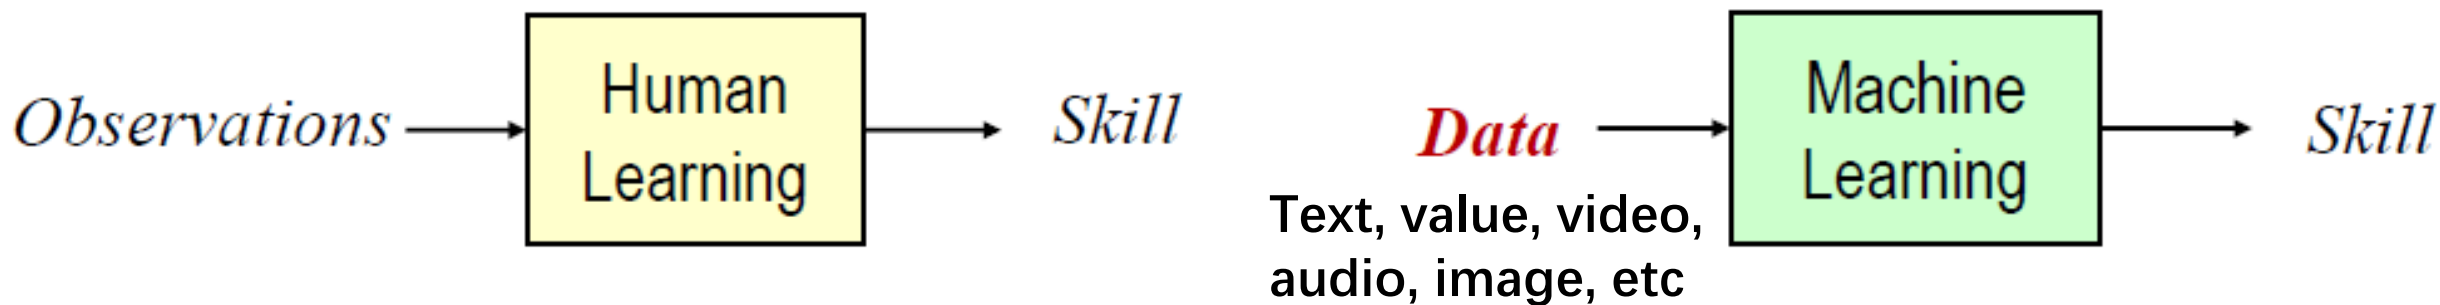 Observations
Human
Learning
Skill
Data
Text, value, video,
audio, image, etc
Machine
Learning
Skill